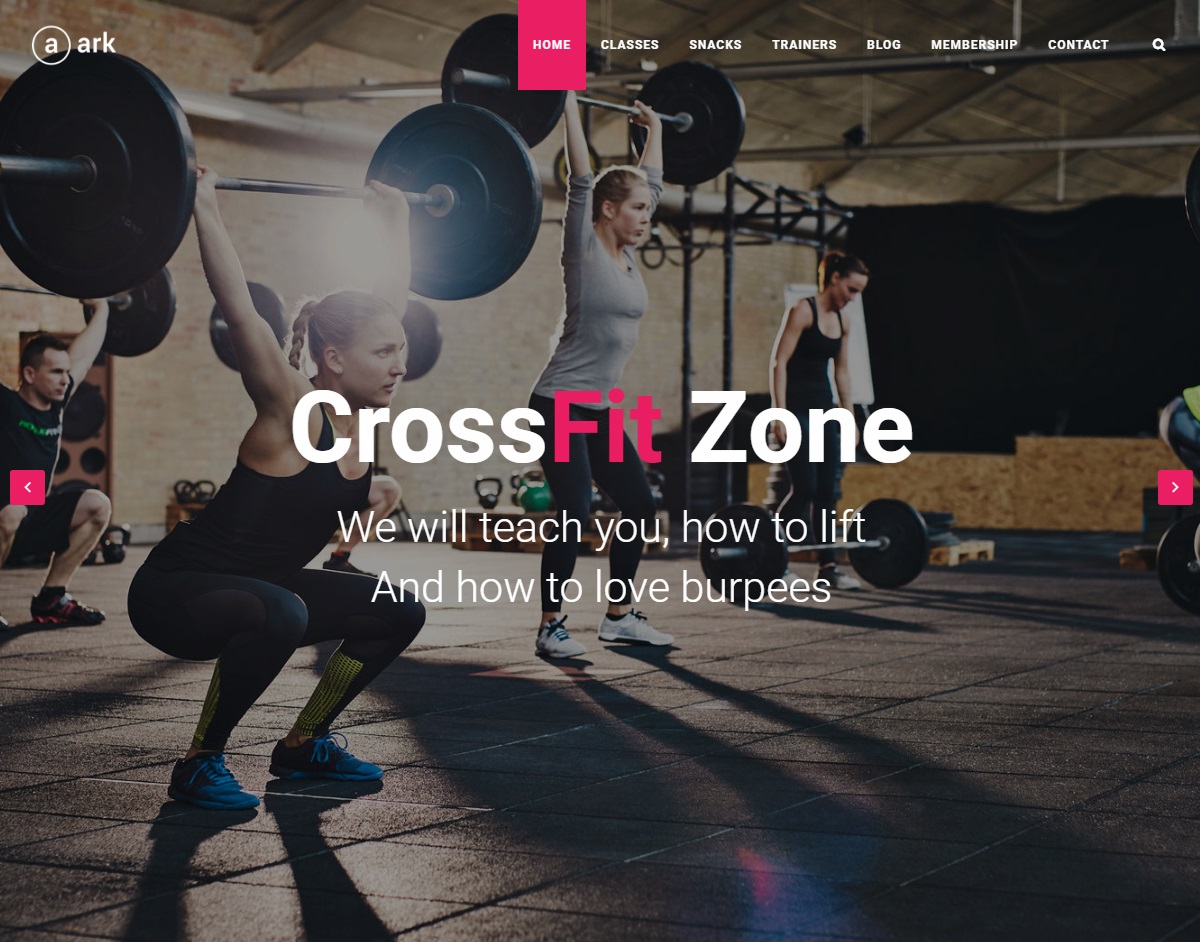 a ark
HOME CLASSES SNACKS TRAINERS BLOG MEMBERSHIP CONTACT
CrossFit Zone
We will teach you, how to lift
And how to love burpees